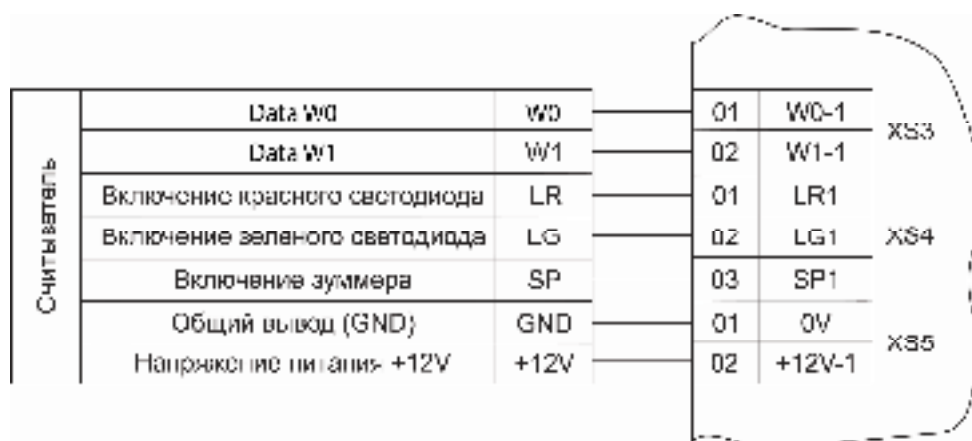 Считыватель
Data W0 W0 01 W0-1
XS3
Data W1 W1 02 W1-1
Включение красного светодиода LR 01 LR1
Включение зеленого светодиода LG 02 LG1 XS4
Включение зуммера SP 03 SP1
Общий вывод (GND) GND 01 0V
XS5
Напряжение питания +12V +12V 02 +12V-1